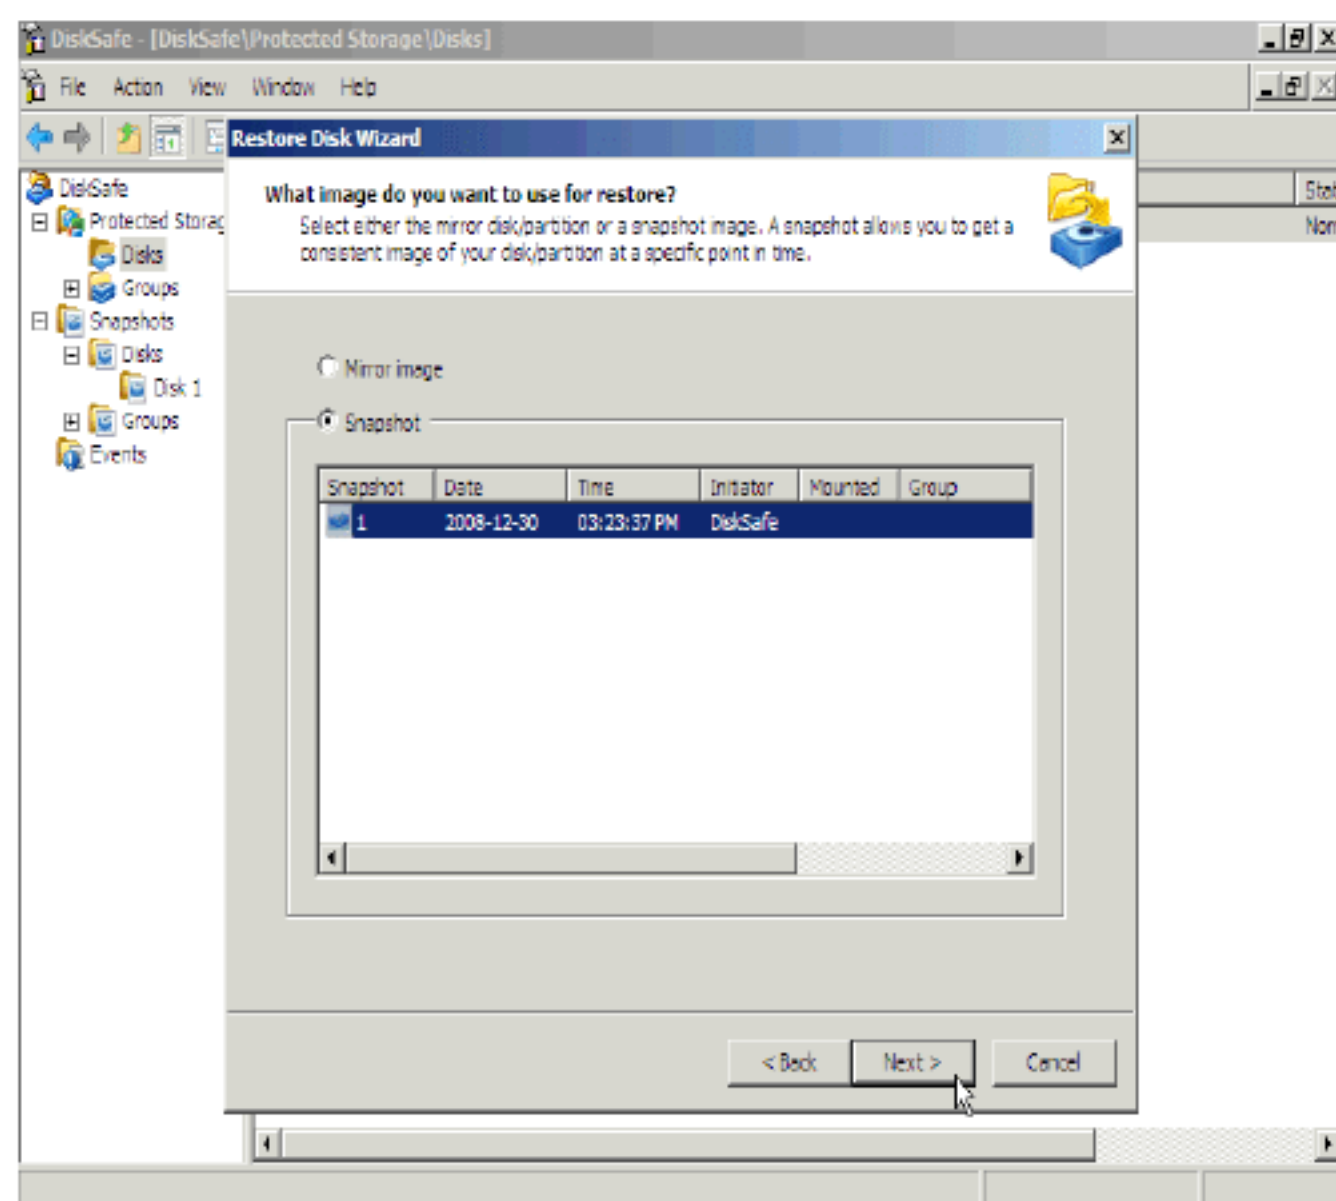 DiskSafe - [DiskSafe\Protected Storage\Disks]
File Action View Window Help
Restore Disk Wizard
DiskSafe
Protected Storag
Disks
Groups
Snapshots
Disks
Disk 1
Groups
Events
What image do you want to use for restore?
Select either the mirror disk/partition or a snapshot image. A snapshot allows you to get a
consistent image of your disk/partition at a specific point in time.
Mirror image
Snapshot
Snapshot Date Time Initiator Mounted Group
1 2008-12-30 03:23:37 PM DiskSafe
< Back Next > Cancel
Stat
Norr